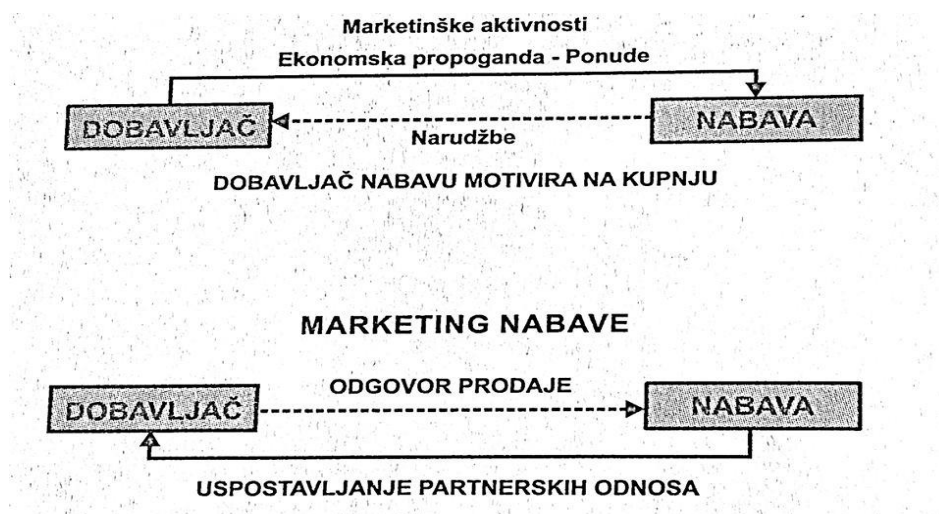 Marketinške aktivnosti
Ekonomska propoganda - Ponude
DOBAVLJAČ
NABAVA
Narudžbe
DOBAVLJAČ NABAVU MOTIVIRA NA KUPNJU
MARKETING NABAVE
ODGOVOR PRODAJE
DOBAVLJAČ
NABAVA
USPOSTAVLJANJE PARTNERSKIH ODNOSA